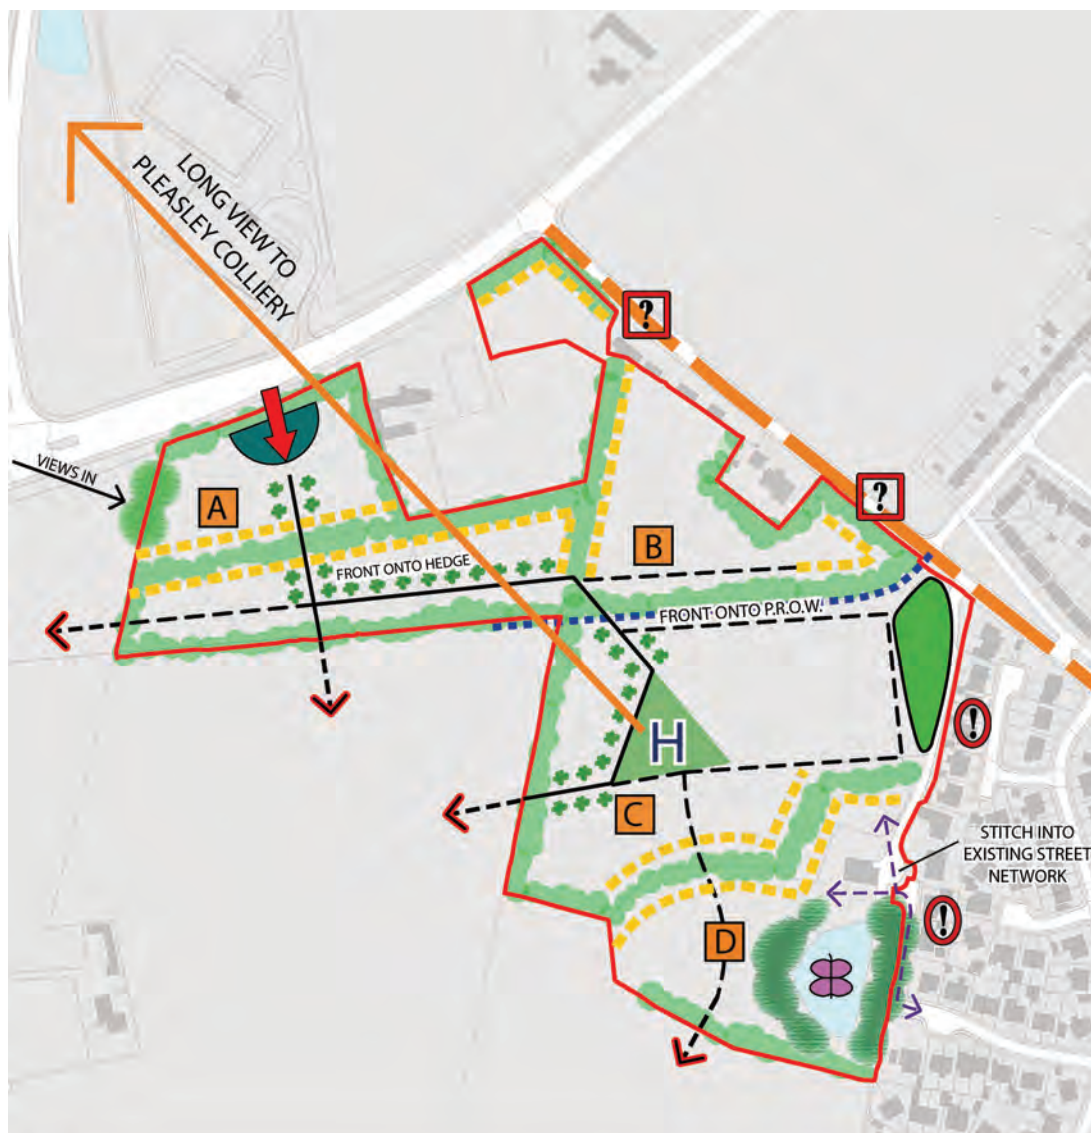 LONG VIEW TO
PLEASLEY COLLIERY
?
?
VIEWS IN
A
B
FRONT ONTO HEDGE
FRONT ONTO P.R.O.W.
H
!
C
STITCH INTO
EXISTING STREET
NETWORK
!
D